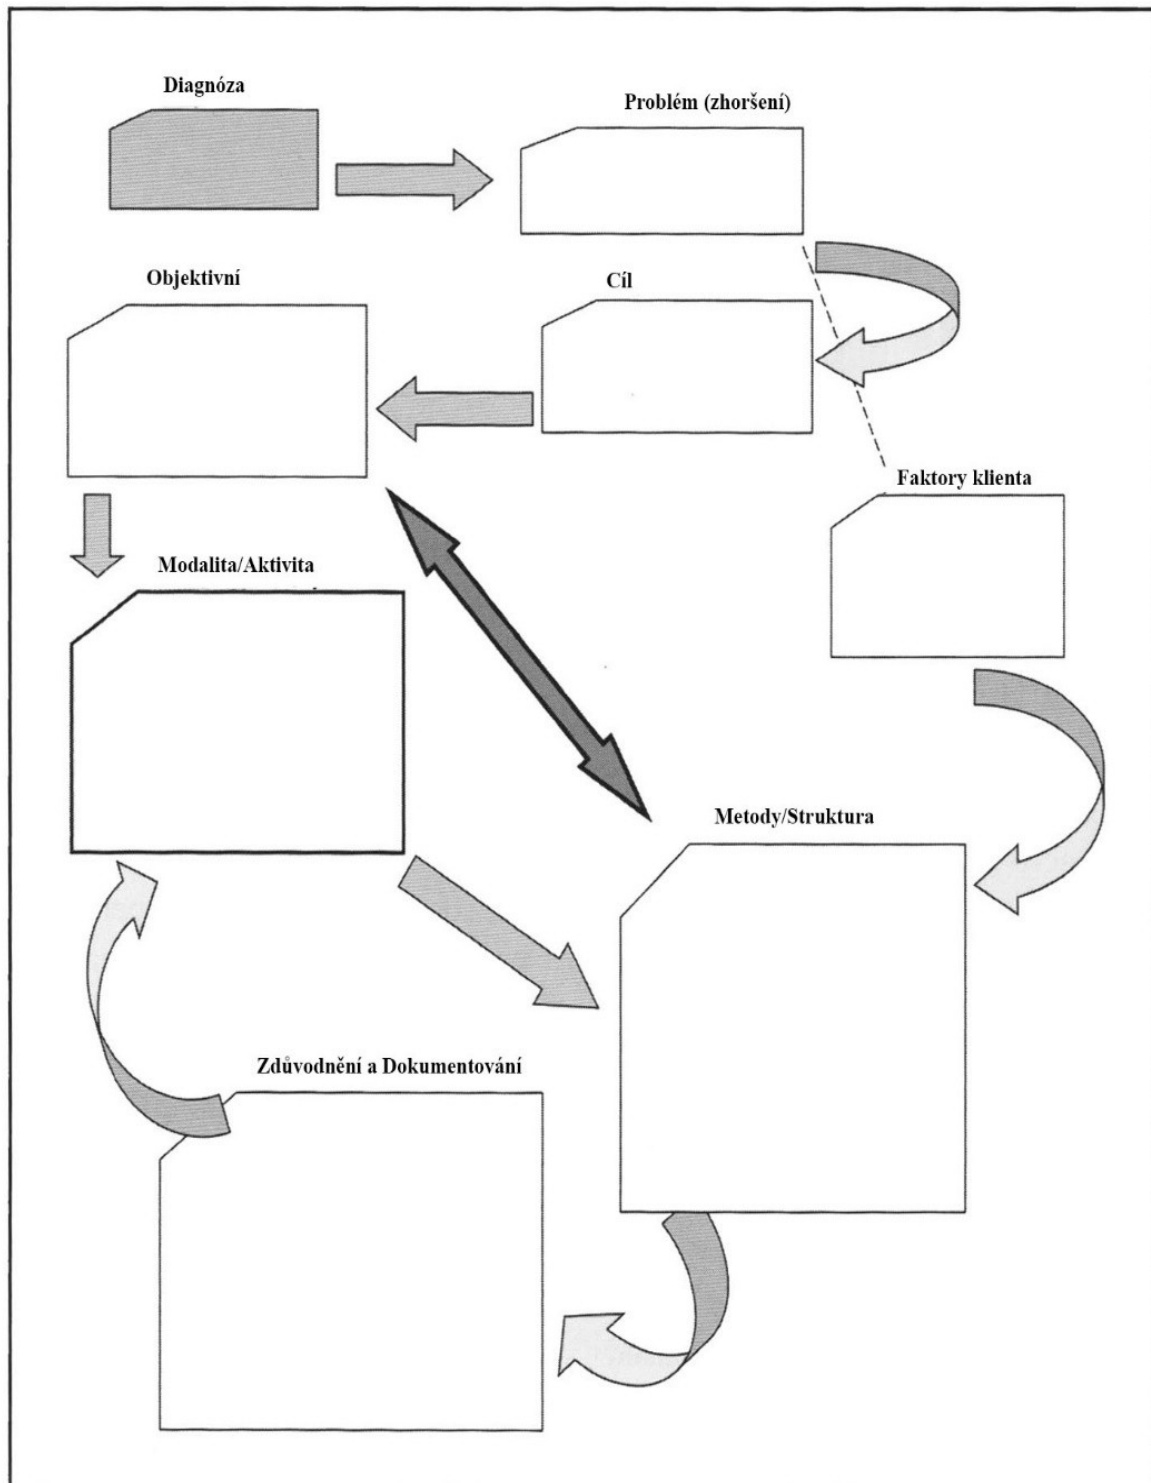 Diagnóza
Problém (zhoršení)
Objektivní
Cíl
Faktory klienta
Modalita/Aktivita
Metody/Struktura
Zdůvodnění a Dokumentování